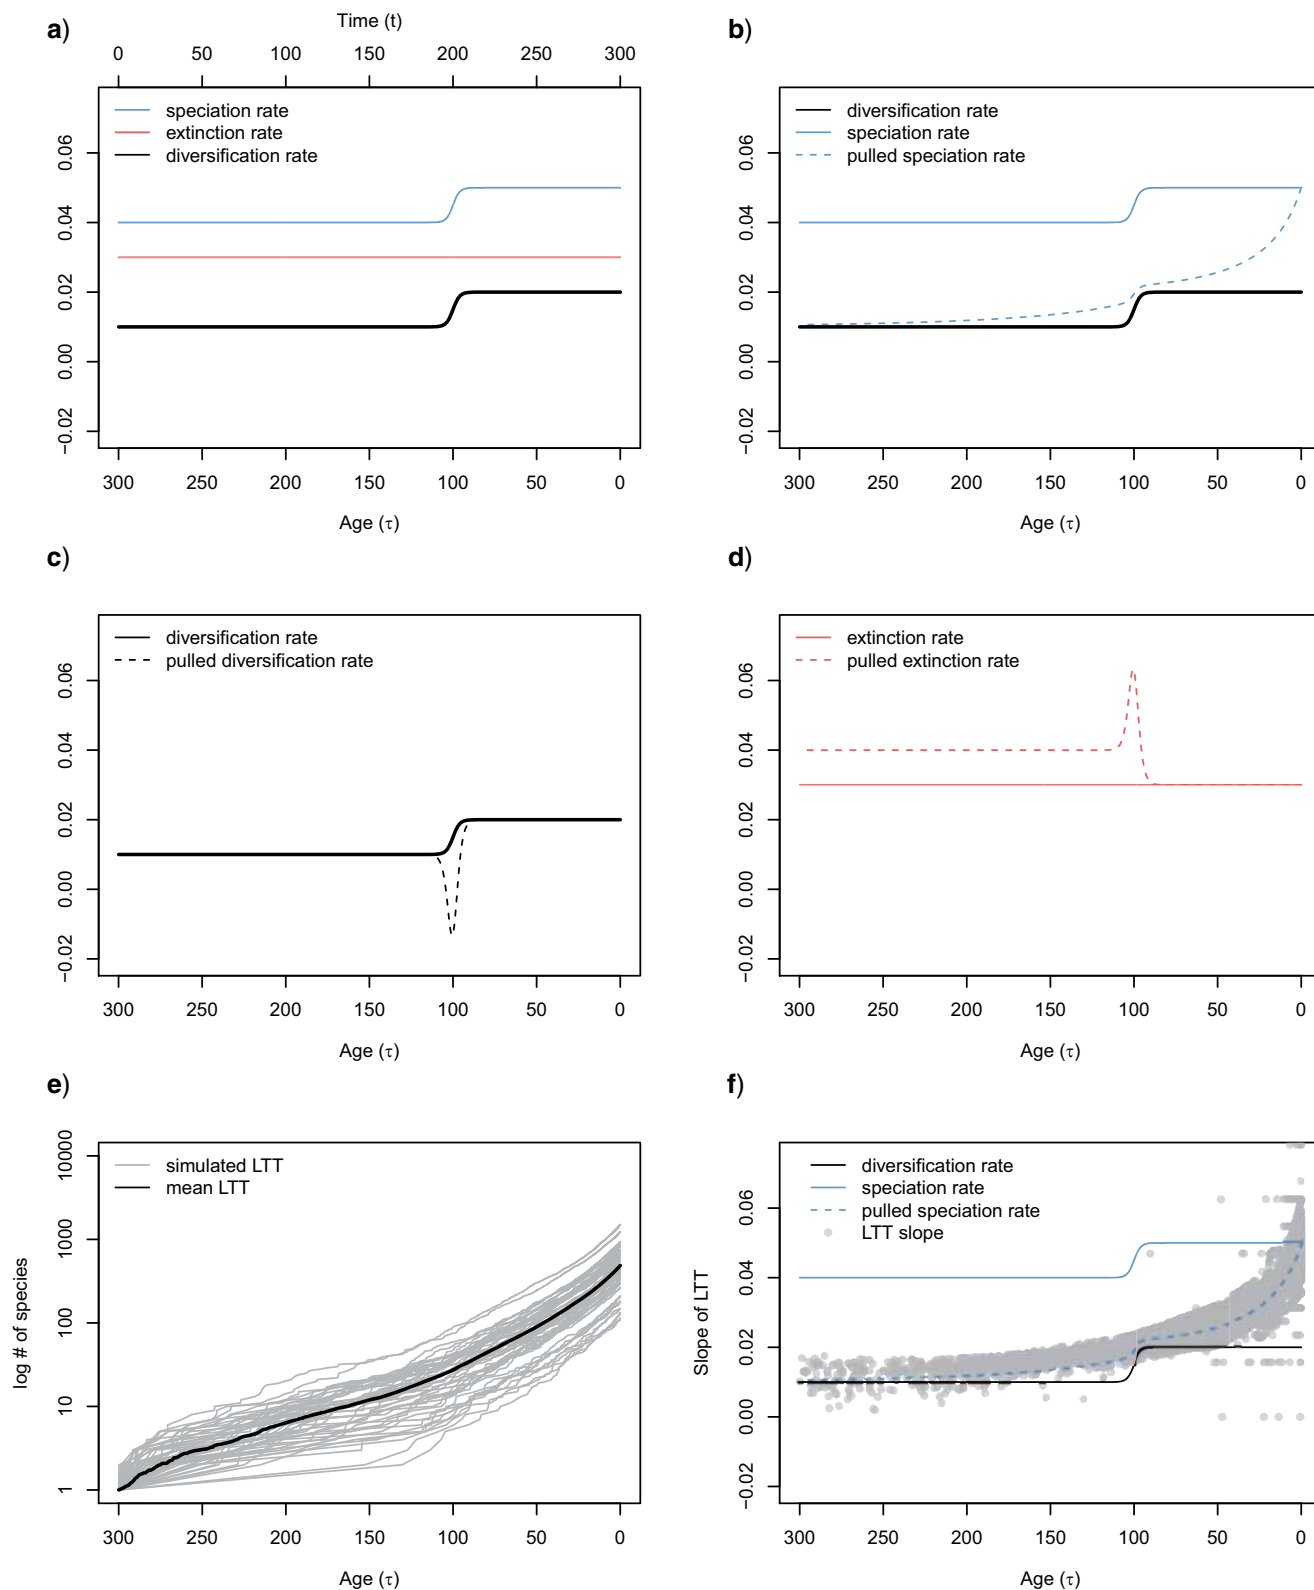 a)
Time (t)
0 50 100 150 200 250 300
speciation rate
extinction rate
diversification rate
−0.02 0.00 0.02 0.04 0.06
300 250 200 150 100 50 0
Age (τ)
b)
diversification rate
speciation rate
pulled speciation rate
−0.02 0.00 0.02 0.04 0.06
300 250 200 150 100 50 0
Age (τ)
c)
diversification rate
pulled diversification rate
−0.02 0.00 0.02 0.04 0.06
300 250 200 150 100 50 0
Age (τ)
d)
extinction rate
pulled extinction rate
−0.02 0.00 0.02 0.04 0.06
300 250 200 150 100 50 0
Age (τ)
e)
simulated LTT
mean LTT
log # of species
1 10 100 1000 10000
300 250 200 150 100 50 0
Age (τ)
f)
diversification rate
speciation rate
pulled speciation rate
LTT slope
Slope of LTT
−0.02 0.00 0.02 0.04 0.06
300 250 200 150 100 50 0
Age (τ)